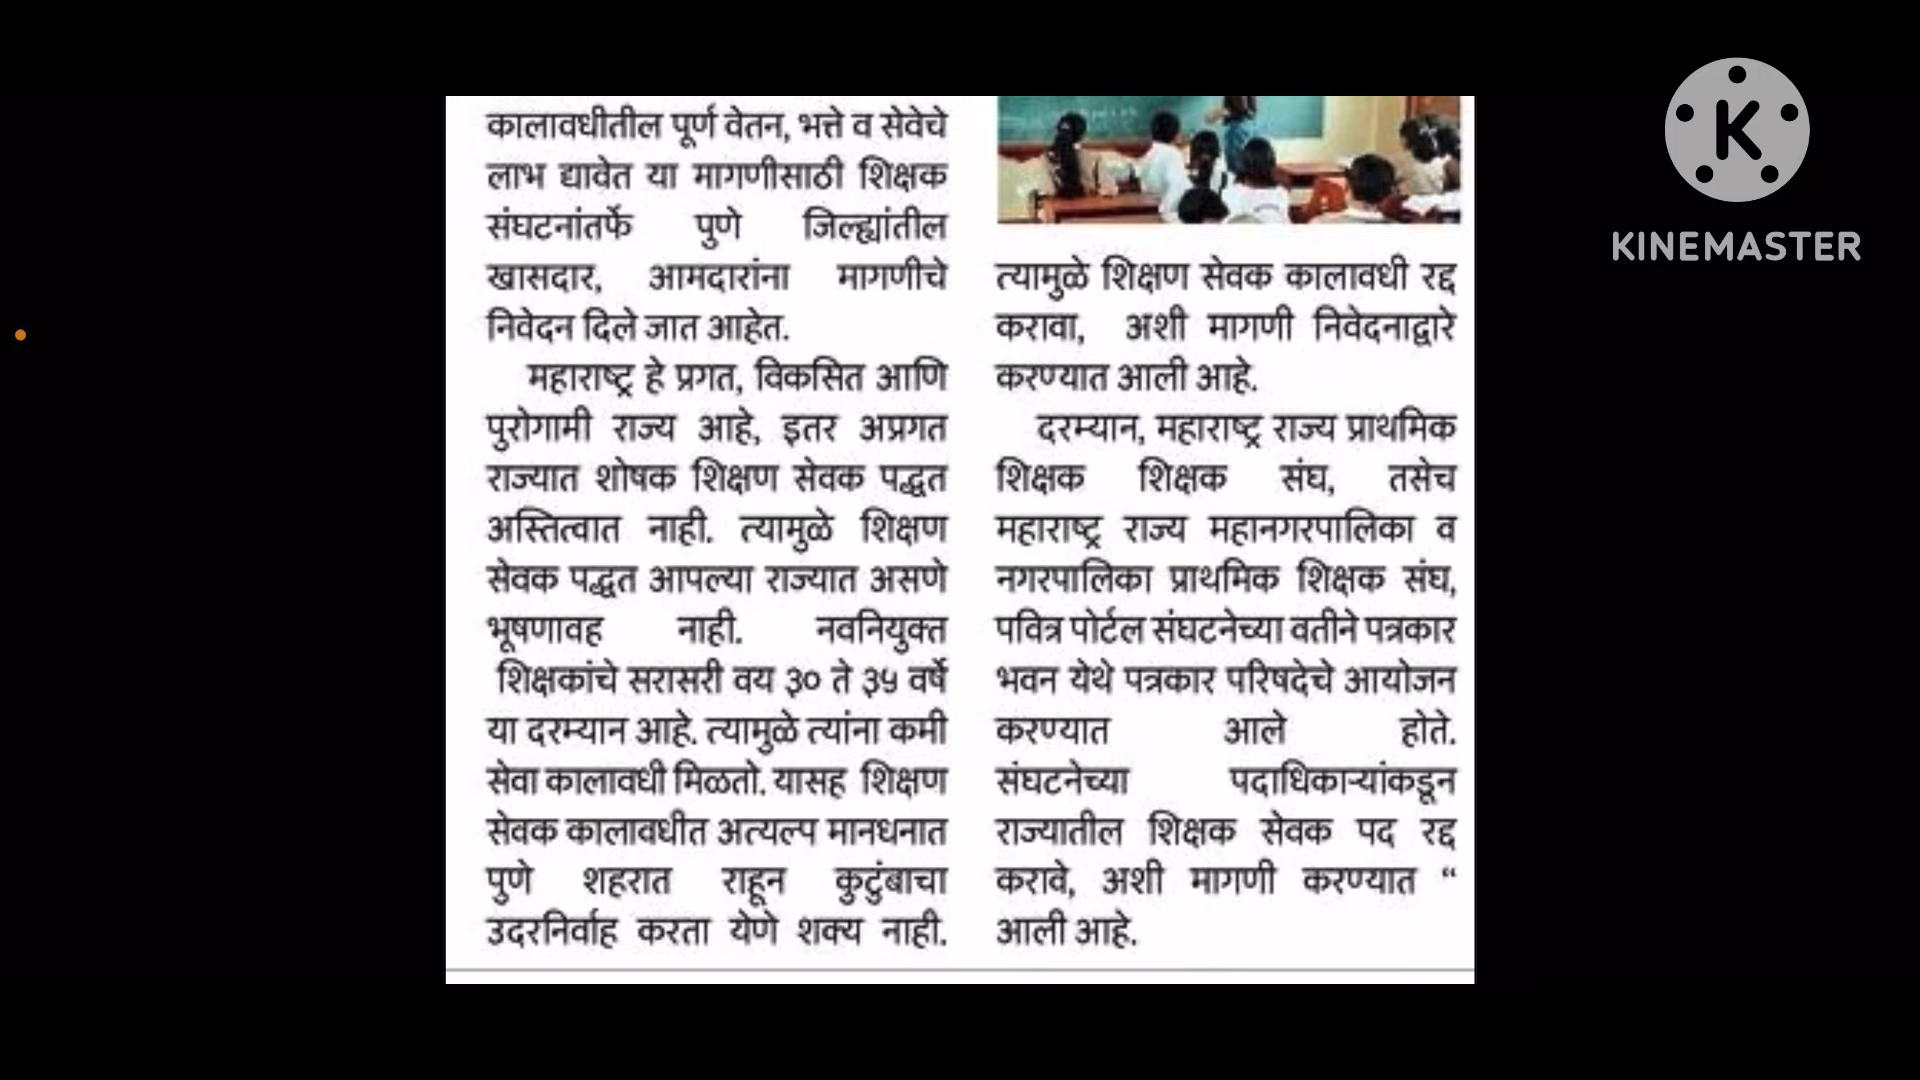 कालावधीतील पूर्ण वेतन, भत्ते व सेवेचे
लाभ द्यावेत या मागणीसाठी शिक्षक
संघटनांतर्फे पुणे जिल्ह्यांतील
खासदार, आमदारांना मागणीचे
निवेदन दिले जात आहेत.
महाराष्ट्र हे प्रगत, विकसित आणि
पुरोगामी राज्य आहे, इतर अप्रगत
राज्यात शोषक शिक्षण सेवक पद्धत
अस्तित्वात नाही. त्यामुळे शिक्षण
सेवक पद्धत आपल्या राज्यात असणे
भूषणावह नाही. नवनियुक्त
शिक्षकांचे सरासरी वय ३० ते ३५ वर्षे
या दरम्यान आहे. त्यामुळे त्यांना कमी
सेवा कालावधी मिळतो. यासह शिक्षण
सेवक कालावधीत अत्यल्प मानधनात
पुणे शहरात राहून कुटुंबाचा
उदरनिर्वाह करता येणे शक्य नाही.
त्यामुळे शिक्षण सेवक कालावधी रद्द
करावा, अशी मागणी निवेदनाद्वारे
करण्यात आली आहे.
दरम्यान, महाराष्ट्र राज्य प्राथमिक
शिक्षक शिक्षक संघ, तसेच
महाराष्ट्र राज्य महानगरपालिका व
नगरपालिका प्राथमिक शिक्षक संघ,
पवित्र पोर्टल संघटनेच्या वतीने पत्रकार
भवन येथे पत्रकार परिषदेचे आयोजन
करण्यात आले होते.
संघटनेच्या पदाधिकाऱ्यांकडून
राज्यातील शिक्षक सेवक पद रद्द
करावे, अशी मागणी करण्यात “
आली आहे.
K
KINEMASTER